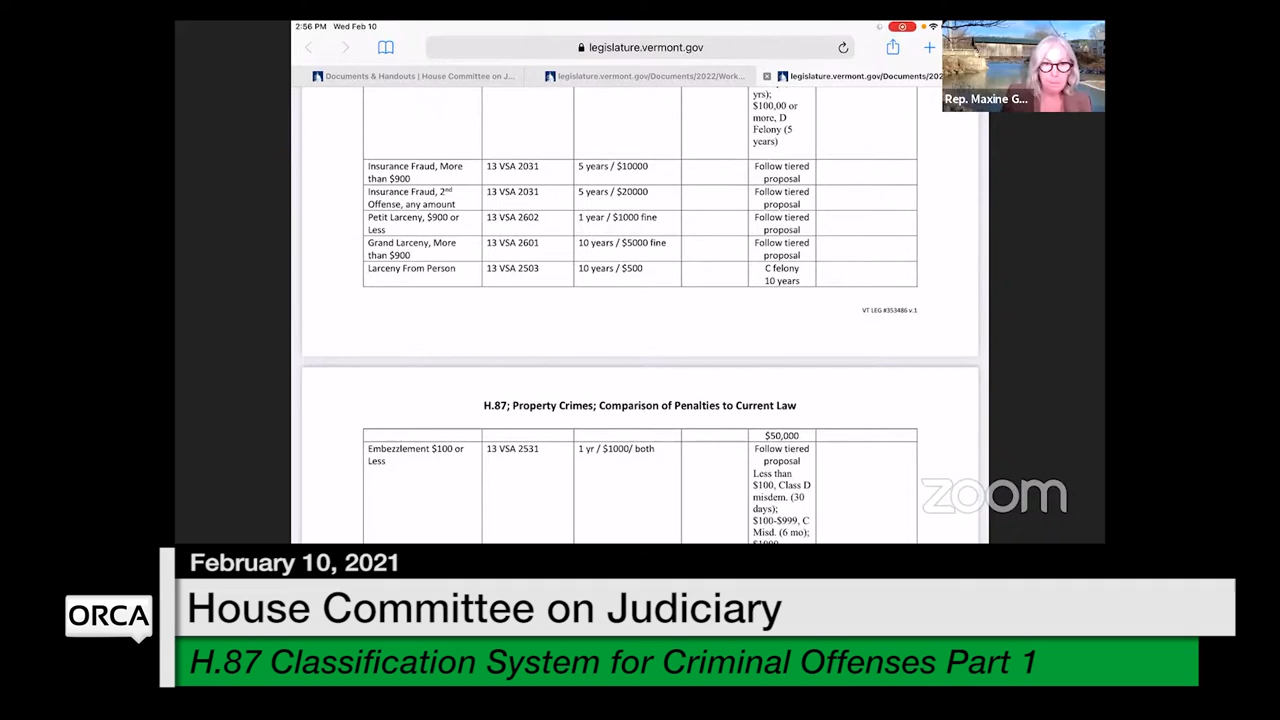 2:56 PM Wed Feb 10
legislature.vermont.gov
Documents & Handouts | House Committee on J...
legislature.vermont.gov/Documents/2022/Work...
legislature.vermont.gov/Documents/202
Rep. Maxine G...
yrs);
$100,00 or
more, D
Felony (5
years)
Insurance Fraud, More than $900 13 VSA 2031 5 years / $10000 Follow tiered proposal
Insurance Fraud, 2nd Offense, any amount 13 VSA 2031 5 years / $20000 Follow tiered proposal
Petit Larceny, $900 or Less 13 VSA 2602 1 year / $1000 fine Follow tiered proposal
Grand Larceny, More than $900 13 VSA 2601 10 years / $5000 fine Follow tiered proposal
Larceny From Person 13 VSA 2503 10 years / $500 C felony 10 years
VT LEG #353486 v.1
H.87; Property Crimes; Comparison of Penalties to Current Law
$50,000
Embezzlement $100 or Less 13 VSA 2531 1 yr / $1000/ both Follow tiered proposal
Less than
$100, Class D
misdem. (30
days);
$100-$999, C
Misd. (6 mo);
zoom
February 10, 2021
ORCA
House Committee on Judiciary
H.87 Classification System for Criminal Offenses Part 1